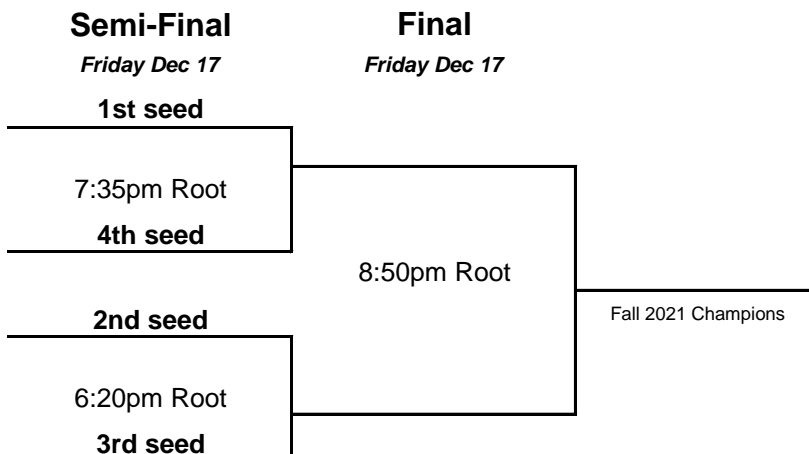 Semi-Final
Final
Friday Dec 17
Friday Dec 17
1st seed
7:35pm Root
4th seed
8:50pm Root
2nd seed
Fall 2021 Champions
6:20pm Root
3rd seed